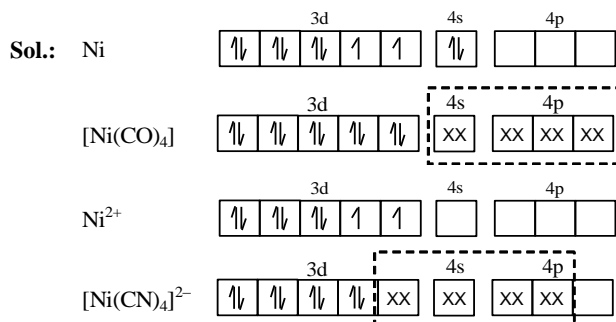 3d 4s 4p
Sol.: Ni ⥮ ⥮ ⥮ ↿ ↿ ⥮
3d 4s 4p
[Ni(CO)₄] ⥮ ⥮ ⥮ ⥮ ⥮ XX XX XX XX
3d 4s 4p
Ni²⁺ ⥮ ⥮ ⥮ ↿ ↿
3d 4s 4p
[Ni(CN)₄]²⁻ ⥮ ⥮ ⥮ ⥮ XX XX XX XX